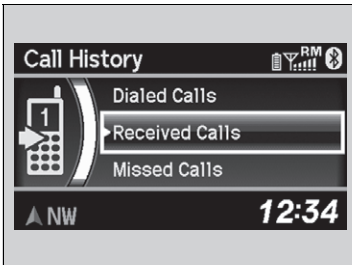 Call History
RM
Dialed Calls
1
Received Calls
Missed Calls
NW
12:34